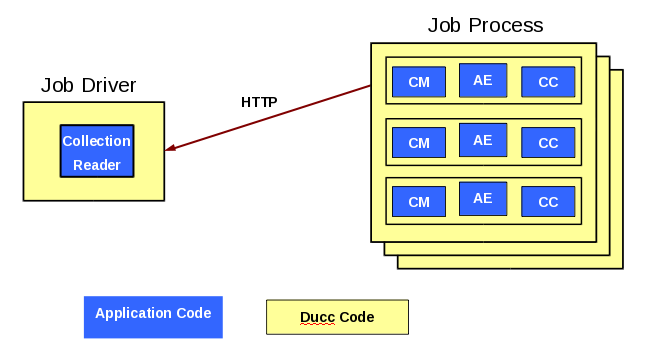 Job Process
Job Driver
HTTP
Collection
Reader
CM AE CC
CM AE CC
CM AE CC
Application Code
Ducc Code